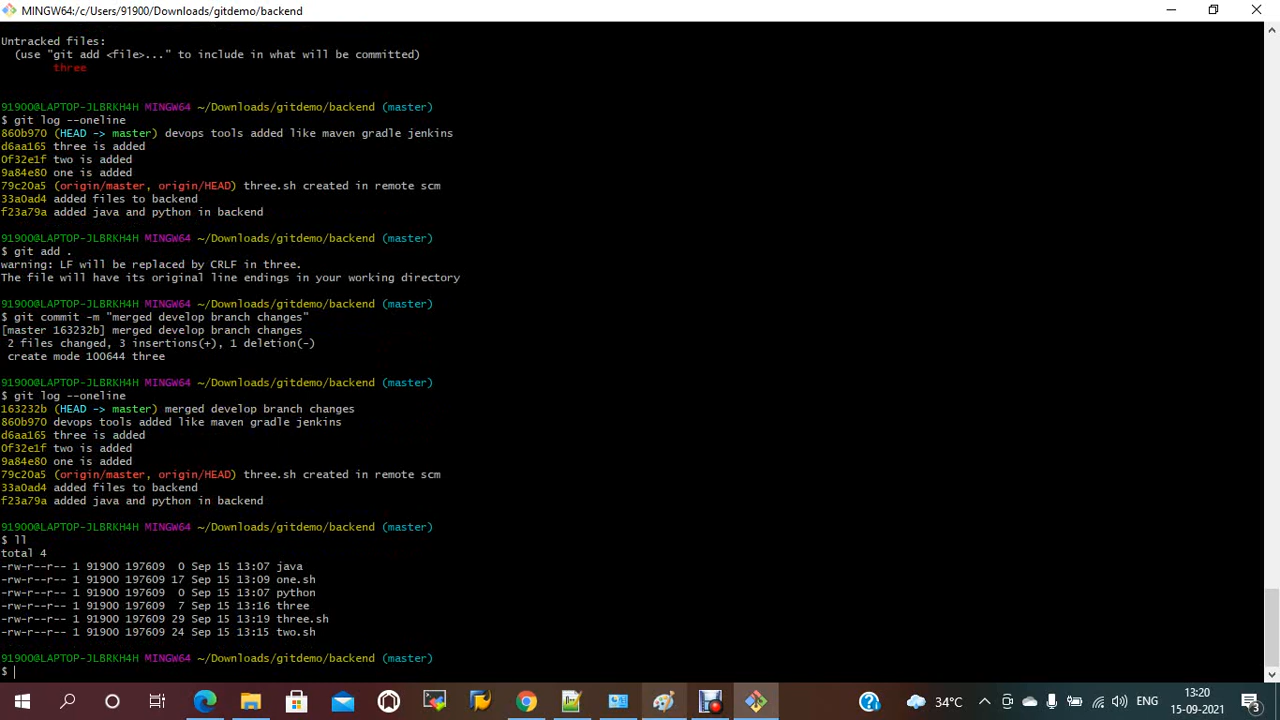 MINGW64:/c/Users/91900/Downloads/gitdemo/backend
Untracked files:
  (use "git add <file>..." to include in what will be committed)
        three
91900@LAPTOP-JLBRKH4H MINGW64 ~/Downloads/gitdemo/backend (master)
$ git log --oneline
860b970 (HEAD -> master) devops tools added like maven gradle jenkins
d6aa165 three is added
0f32e1f two is added
9a84e80 one is added
79c20a5 (origin/master, origin/HEAD) three.sh created in remote scm
33a0ad4 added files to backend
f23a79a added java and python in backend
91900@LAPTOP-JLBRKH4H MINGW64 ~/Downloads/gitdemo/backend (master)
$ git add .
warning: LF will be replaced by CRLF in three.
The file will have its original line endings in your working directory
91900@LAPTOP-JLBRKH4H MINGW64 ~/Downloads/gitdemo/backend (master)
$ git commit -m "merged develop branch changes"
[master 163232b] merged develop branch changes
 2 files changed, 3 insertions(+), 1 deletion(-)
 create mode 100644 three
91900@LAPTOP-JLBRKH4H MINGW64 ~/Downloads/gitdemo/backend (master)
$ git log --oneline
163232b (HEAD -> master) merged develop branch changes
860b970 devops tools added like maven gradle jenkins
d6aa165 three is added
0f32e1f two is added
9a84e80 one is added
79c20a5 (origin/master, origin/HEAD) three.sh created in remote scm
33a0ad4 added files to backend
f23a79a added java and python in backend
91900@LAPTOP-JLBRKH4H MINGW64 ~/Downloads/gitdemo/backend (master)
$ ll
total 4
-rw-r--r-- 1 91900 197609  0 Sep 15 13:07 java
-rw-r--r-- 1 91900 197609 17 Sep 15 13:09 one.sh
-rw-r--r-- 1 91900 197609  0 Sep 15 13:07 python
-rw-r--r-- 1 91900 197609  7 Sep 15 13:16 three
-rw-r--r-- 1 91900 197609 29 Sep 15 13:19 three.sh
-rw-r--r-- 1 91900 197609 24 Sep 15 13:15 two.sh
91900@LAPTOP-JLBRKH4H MINGW64 ~/Downloads/gitdemo/backend (master)
$
34°C
ENG
13:20
15-09-2021
3